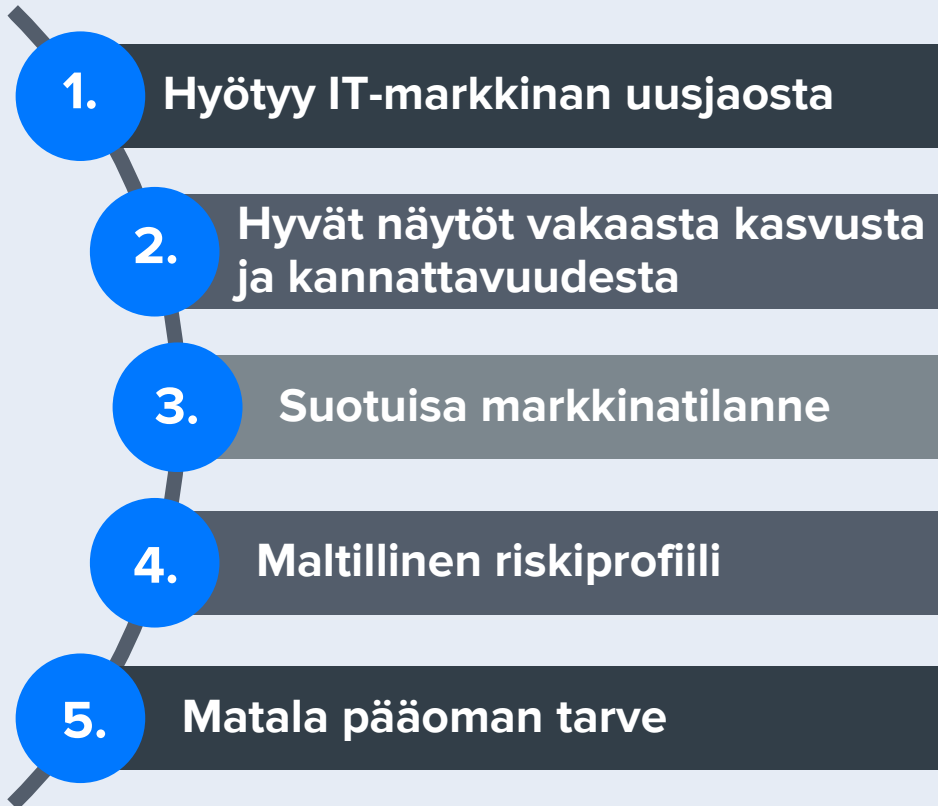 1. Hyötyy IT-markkinan uusjaosta
2. Hyvät näytöt vakaasta kasvusta
ja kannattavuudesta
3. Suotuisa markkinatilanne
4. Maltillinen riskiprofiili
5. Matala pääoman tarve